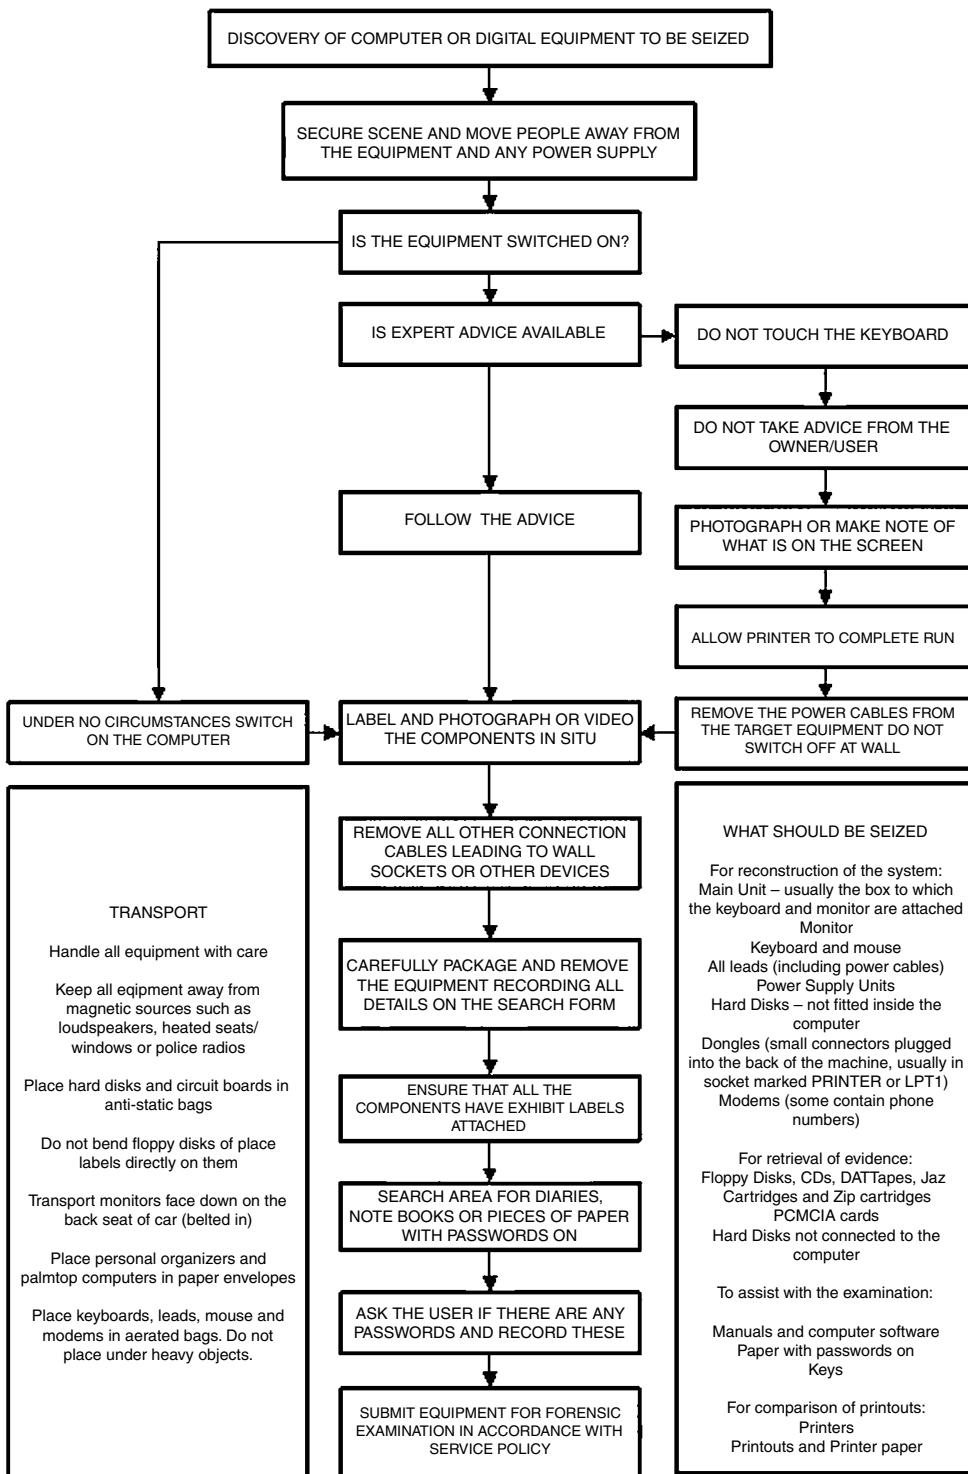 DISCOVERY OF COMPUTER OR DIGITAL EQUIPMENT TO BE SEIZED
SECURE SCENE AND MOVE PEOPLE AWAY FROM
THE EQUIPMENT AND ANY POWER SUPPLY
IS THE EQUIPMENT SWITCHED ON?
IS EXPERT ADVICE AVAILABLE
DO NOT TOUCH THE KEYBOARD
DO NOT TAKE ADVICE FROM THE
OWNER/USER
FOLLOW THE ADVICE
PHOTOGRAPH OR MAKE NOTE OF
WHAT IS ON THE SCREEN
ALLOW PRINTER TO COMPLETE RUN
UNDER NO CIRCUMSTANCES SWITCH
ON THE COMPUTER
LABEL AND PHOTOGRAPH OR VIDEO
THE COMPONENTS IN SITU
REMOVE THE POWER CABLES FROM
THE TARGET EQUIPMENT DO NOT
SWITCH OFF AT WALL
REMOVE ALL OTHER CONNECTION
CABLES LEADING TO WALL
SOCKETS OR OTHER DEVICES
CAREFULLY PACKAGE AND REMOVE
THE EQUIPMENT RECORDING ALL
DETAILS ON THE SEARCH FORM
ENSURE THAT ALL THE
COMPONENTS HAVE EXHIBIT LABELS
ATTACHED
SEARCH AREA FOR DIARIES,
NOTE BOOKS OR PIECES OF PAPER
WITH PASSWORDS ON
ASK THE USER IF THERE ARE ANY
PASSWORDS AND RECORD THESE
SUBMIT EQUIPMENT FOR FORENSIC
EXAMINATION IN ACCORDANCE WITH
SERVICE POLICY
TRANSPORT
Handle all equipment with care
Keep all eqipment away from
magnetic sources such as
loudspeakers, heated seats/
windows or police radios
Place hard disks and circuit boards in
anti-static bags
Do not bend floppy disks of place
labels directly on them
Transport monitors face down on the
back seat of car (belted in)
Place personal organizers and
palmtop computers in paper envelopes
Place keyboards, leads, mouse and
modems in aerated bags. Do not
place under heavy objects.
WHAT SHOULD BE SEIZED
For reconstruction of the system:
Main Unit – usually the box to which
the keyboard and monitor are attached
Monitor
Keyboard and mouse
All leads (including power cables)
Power Supply Units
Hard Disks – not fitted inside the
computer
Dongles (small connectors plugged
into the back of the machine, usually in
socket marked PRINTER or LPT1)
Modems (some contain phone
numbers)
For retrieval of evidence:
Floppy Disks, CDs, DATTapes, Jaz
Cartridges and Zip cartridges
PCMCIA cards
Hard Disks not connected to the
computer
To assist with the examination:
Manuals and computer software
Paper with passwords on
Keys
For comparison of printouts:
Printers
Printouts and Printer paper